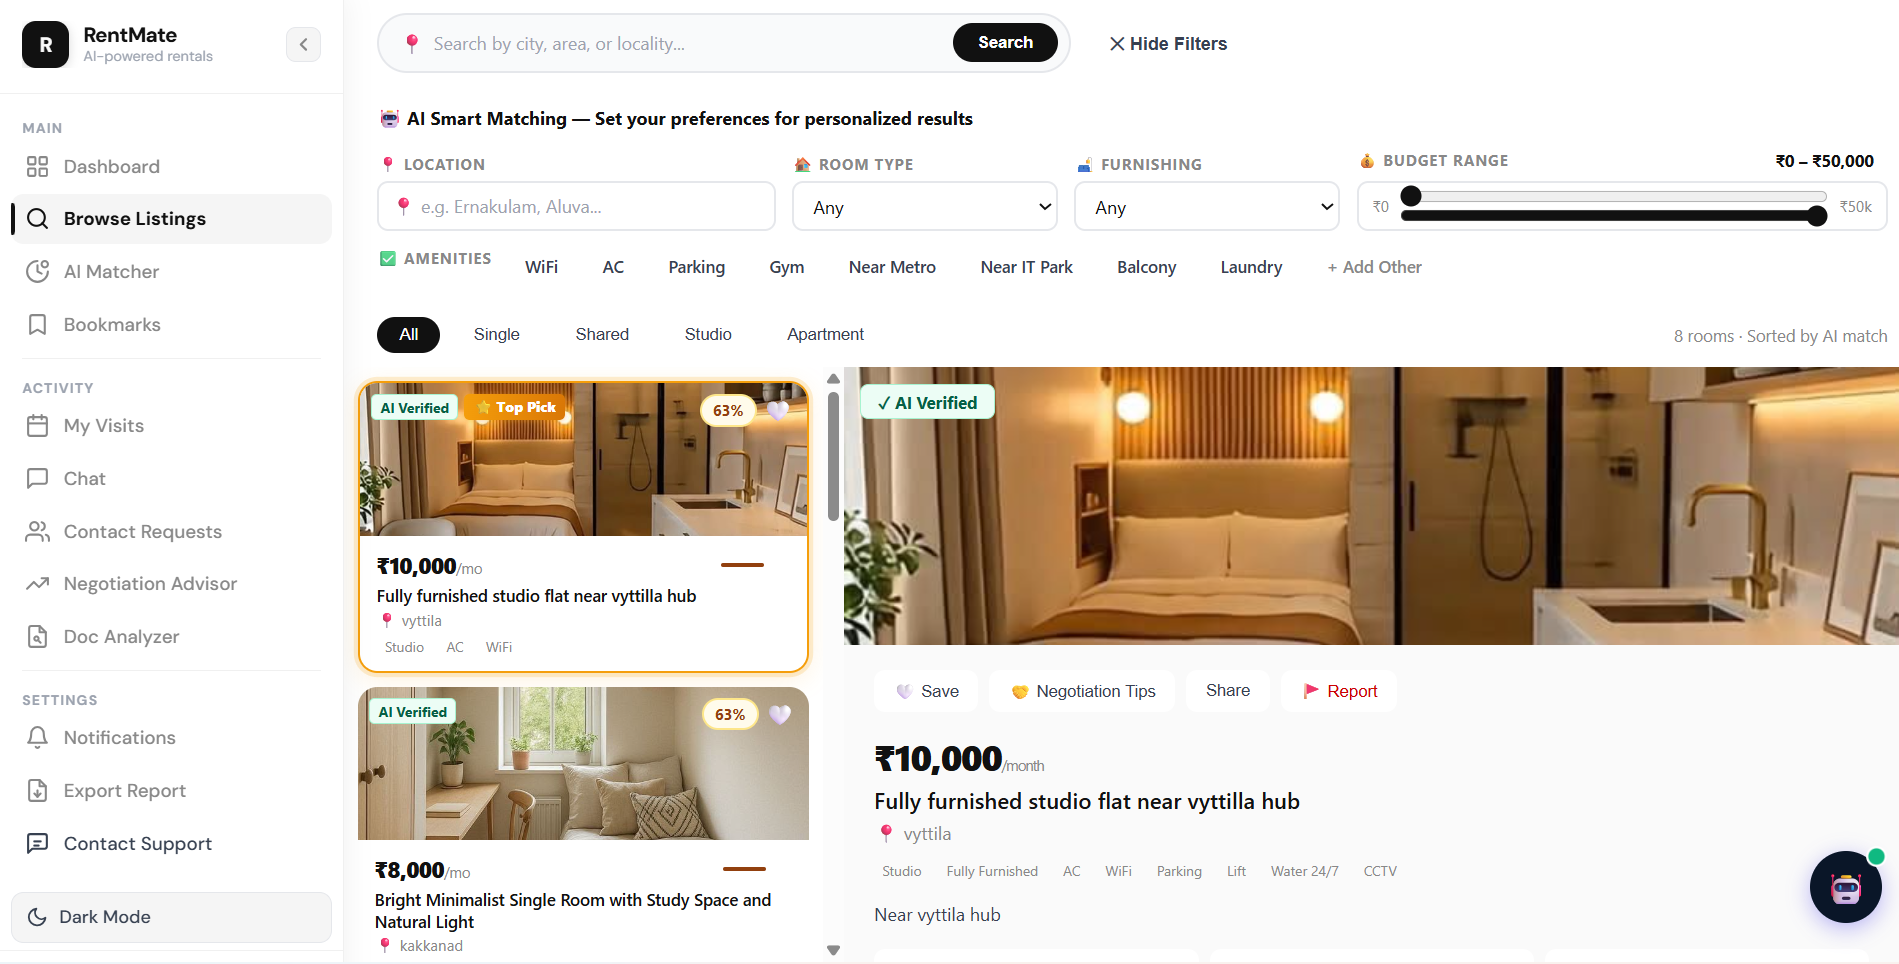 R
RentMate
AI-powered rentals
MAIN
Dashboard
Browse Listings
AI Matcher
Bookmarks
ACTIVITY
My Visits
Chat
Contact Requests
Negotiation Advisor
Doc Analyzer
SETTINGS
Notifications
Export Report
Contact Support
Dark Mode
Search by city, area, or locality...
Search
Hide Filters
AI Smart Matching — Set your preferences for personalized results
LOCATION
e.g. Ernakulam, Aluva...
ROOM TYPE
Any
FURNISHING
Any
BUDGET RANGE
₹0 – ₹50,000
₹0
₹50k
AMENITIES
WiFi
AC
Parking
Gym
Near Metro
Near IT Park
Balcony
Laundry
+ Add Other
All
Single
Shared
Studio
Apartment
8 rooms · Sorted by AI match
AI Verified
Top Pick
63%
₹10,000/mo
Fully furnished studio flat near vyttilla hub
vyttila
Studio
AC
WiFi
AI Verified
63%
₹8,000/mo
Bright Minimalist Single Room with Study Space and
Natural Light
kakkanad
✓ AI Verified
Save
Negotiation Tips
Share
Report
₹10,000/month
Fully furnished studio flat near vyttilla hub
vyttila
Studio
Fully Furnished
AC
WiFi
Parking
Lift
Water 24/7
CCTV
Near vyttila hub